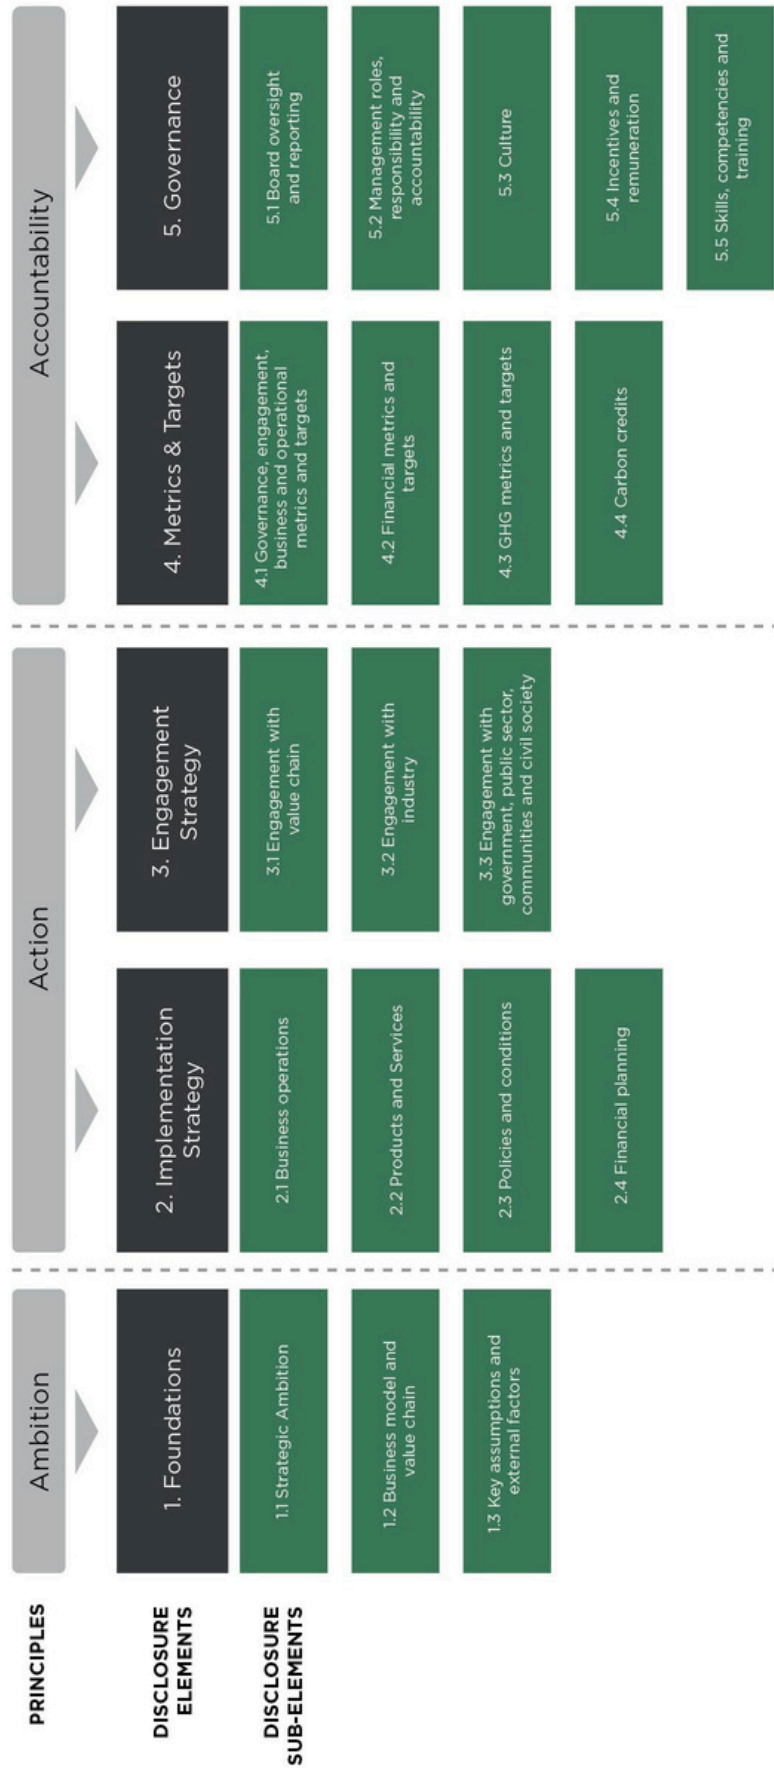 PRINCIPLES
Ambition
Action
Accountability
DISCLOSURE
ELEMENTS
1. Foundations
2. Implementation
Strategy
3. Engagement
Strategy
4. Metrics & Targets
5. Governance
DISCLOSURE
SUB-ELEMENTS
1.1 Strategic Ambition
1.2 Business model and
value chain
1.3 Key assumptions and
external factors
2.1 Business operations
2.2 Products and Services
2.3 Policies and conditions
2.4 Financial planning
3.1 Engagement with
value chain
3.2 Engagement with
industry
3.3 Engagement with
government, public sector,
communities and civil society
4.1 Governance, engagement,
business and operational
metrics and targets
4.2 Financial metrics and
targets
4.3 GHG metrics and targets
4.4 Carbon credits
5.1 Board oversight
and reporting
5.2 Management roles,
responsibility and
accountability
5.3 Culture
5.4 Incentives and
remuneration
5.5 Skills, competencies and
training